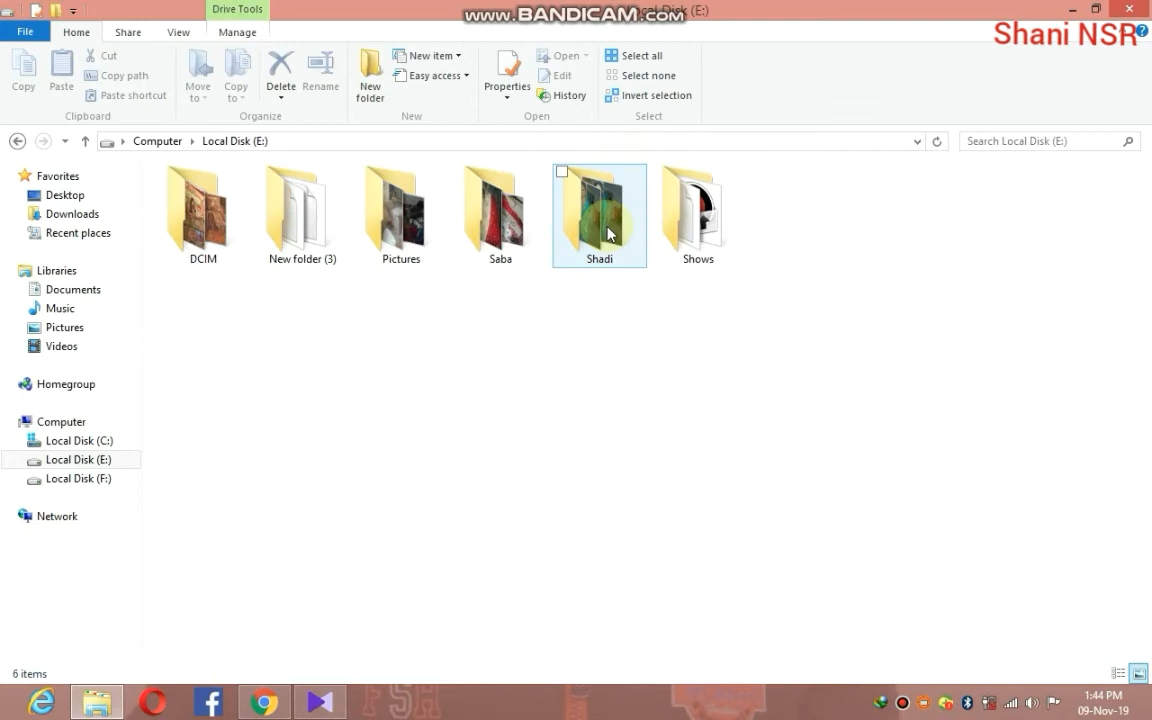 Drive Tools
www.BANDICAM.com
(E:)
Shani NSR
File
Home
Share
View
Manage
Copy
Paste
Cut
Copy path
Paste shortcut
Clipboard
Move to
Copy to
Delete
Rename
Organize
New folder
New item
Easy access
New
Properties
Open
Edit
History
Open
Select all
Select none
Invert selection
Select
Computer
Local Disk (E:)
Search Local Disk (E:)
Favorites
Desktop
Downloads
Recent places
Libraries
Documents
Music
Pictures
Videos
Homegroup
Computer
Local Disk (C:)
Local Disk (E:)
Local Disk (F:)
Network
DCIM
New folder (3)
Pictures
Saba
Shadi
Shows
6 items
FSH
1:44 PM
09-Nov-19